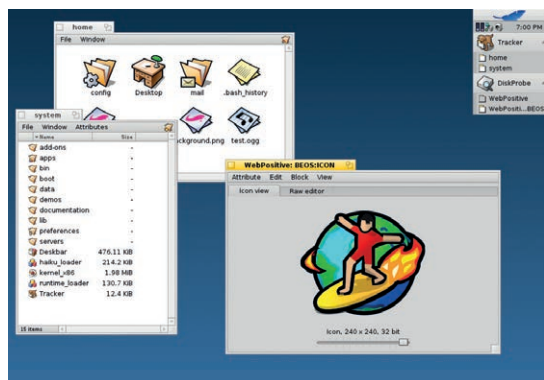 home
File Window
config Desktop mail .bash_history
ckground.png test.ogg
system
File Window Attributes
Name Size
add-ons -
apps -
bin -
boot -
data -
demos -
documentation -
lib -
preferences -
servers -
Deskbar 476.11 KiB
haiku_loader 214.2 KiB
kernel_x86 1.98 MiB
runtime_loader 130.7 KiB
Tracker 12.4 KiB
15 items
WebPositive: BEOS:ICON
Attribute Edit Block View
Icon view Raw editor
Icon, 240 x 240, 32 bit
7:00 PM
Tracker
home
system
DiskProbe
WebPositive
WebPositi...BEOS